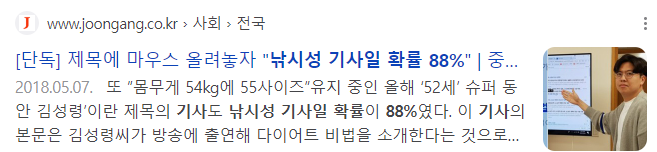 J www.joongang.co.kr › 사회 › 전국
[단독] 제목에 마우스 올려놓자 "낚시성 기사일 확률 88%" | 중...
2018.05.07. 또 "몸무게 54kg에 55사이즈"유지 중인 올해 '52세' 슈퍼 동
안 김성령'이란 제목의 기사도 낚시성 기사일 확률이 88%였다. 이 기사의
본문은 김성령씨가 방송에 출연해 다이어트 비법을 소개한다는 것으로...